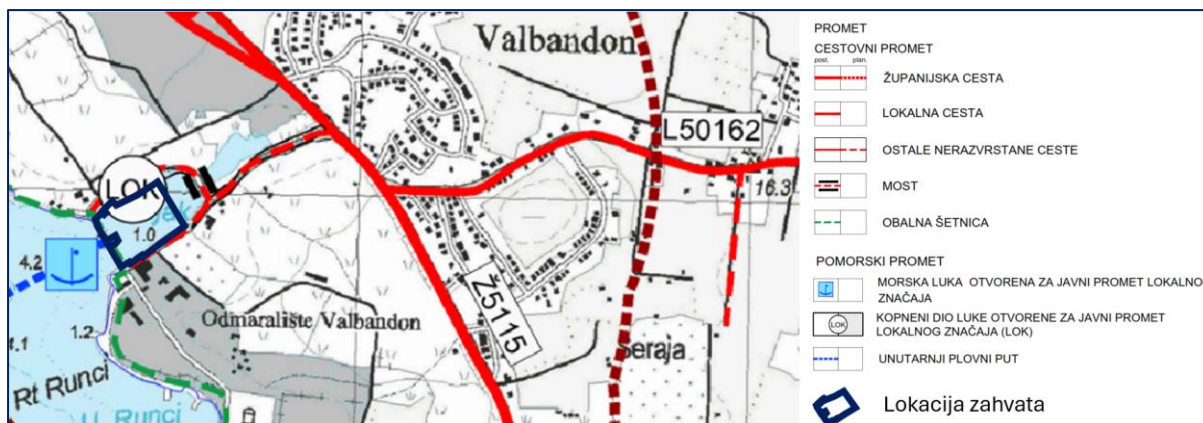 Valbandon
L50162
16.3
LOK
1.0
4.2
Ž5115
Odmaralište Valbandon
1.2
Seraja
Rt Runci
U. Runci
PROMET
CESTOVNI PROMET
post. plan.
ŽUPANIJSKA CESTA
LOKALNA CESTA
OSTALE NERAZVRSTANE CESTE
MOST
OBALNA ŠETNICA
POMORSKI PROMET
MORSKA LUKA OTVORENA ZA JAVNI PROMET LOKALNO
ZNAČAJA
LOK
KOPNENI DIO LUKE OTVORENE ZA JAVNI PROMET
LOKALNOG ZNAČAJA (LOK)
UNUTARNJI PLOVNI PUT
Lokacija zahvata